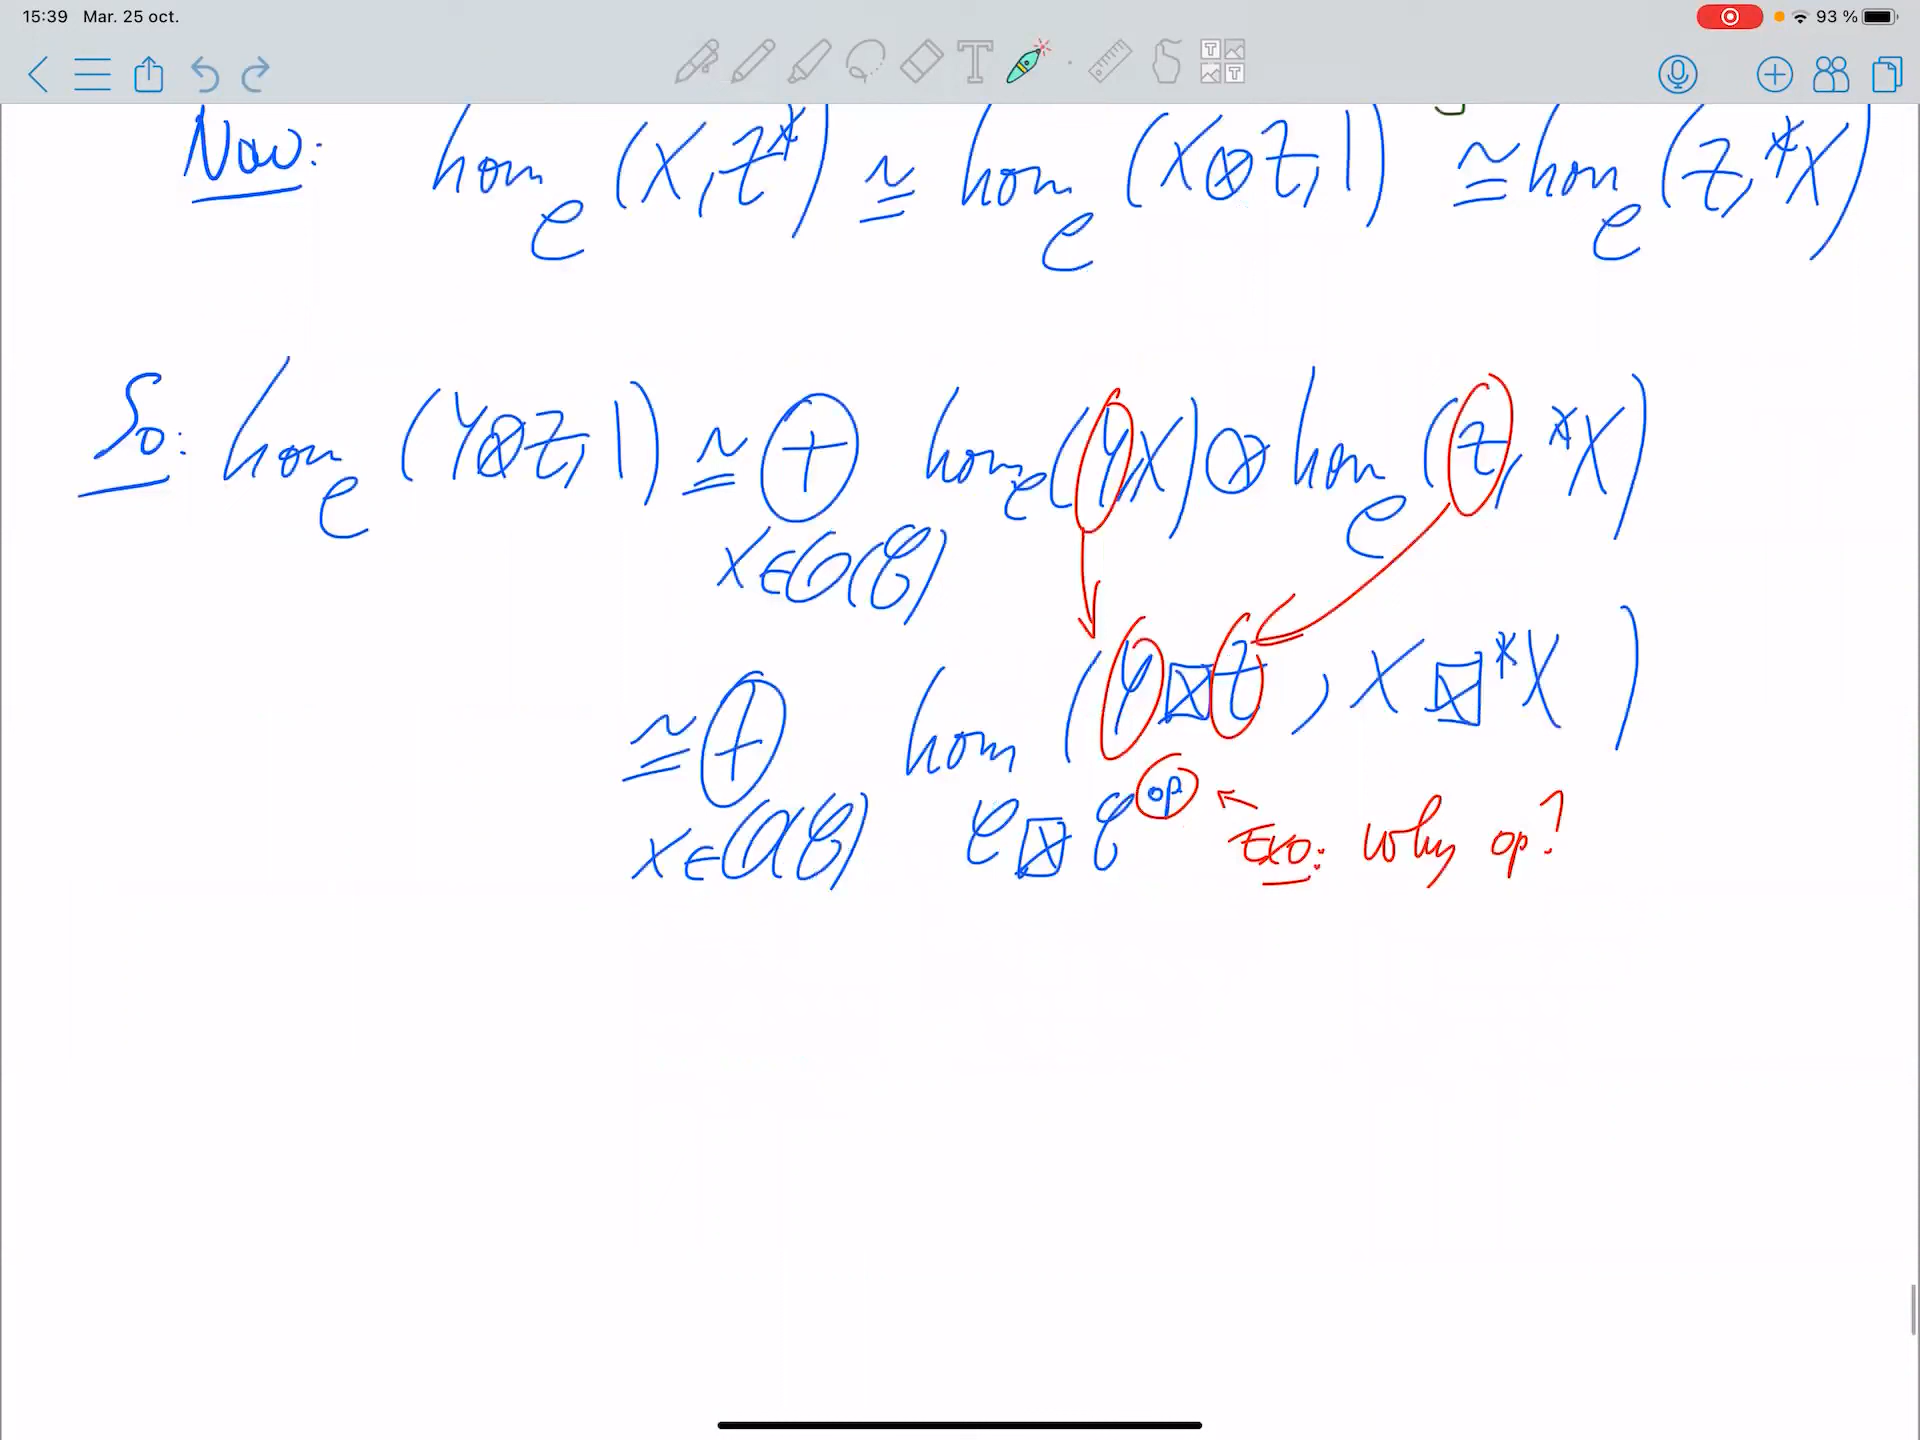 15:39 Mar. 25 oct. 93 %
Now: hom_C (X, Z*) ≅ hom_C (X⊗Z, 1) ≅ hom_C (Z, *X)
So: hom_C (Y⊗Z, 1) ≅ ⊕ hom_C (Y, X) ⊗ hom_C (Z, *X)
X∈O(C)
≅ ⊕ hom (Y⊠Z, X⊠*X)
X∈O(C) C⊠C^op ← Exo: Why op?